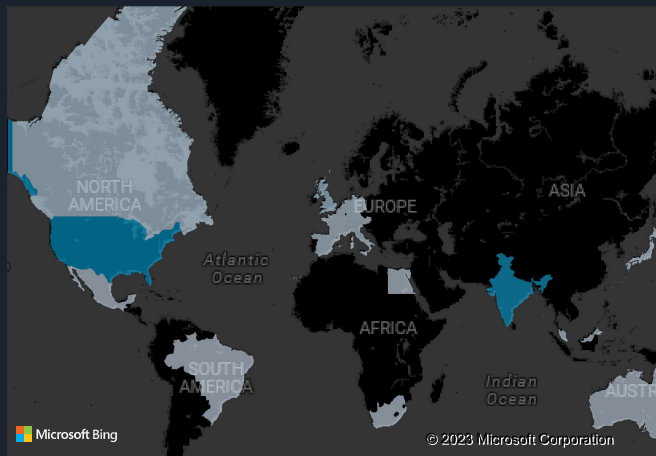 NORTH
AMERICA
EUROPE
ASIA
Atlantic
Ocean
AFRICA
SOUTH
AMERICA
Indian
Ocean
AUSTR
Microsoft Bing
© 2023 Microsoft Corporation